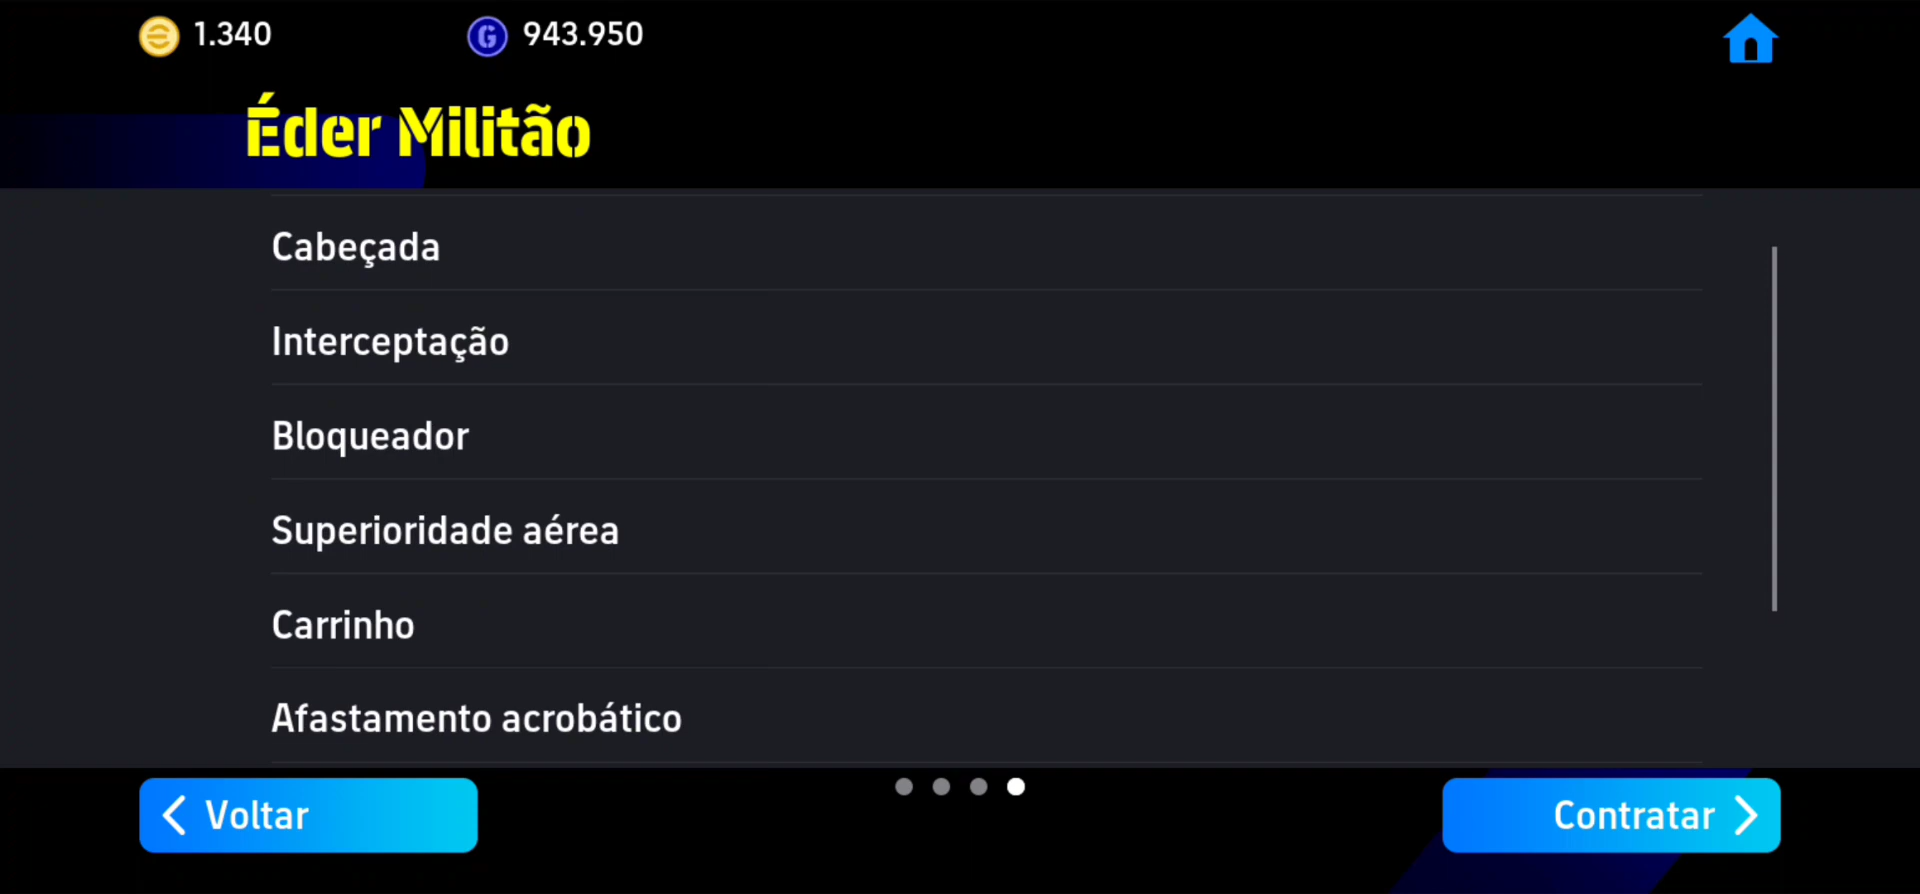 1.340
943.950
Éder Militão
Cabeçada
Interceptação
Bloqueador
Superioridade aérea
Carrinho
Afastamento acrobático
Voltar
Contratar